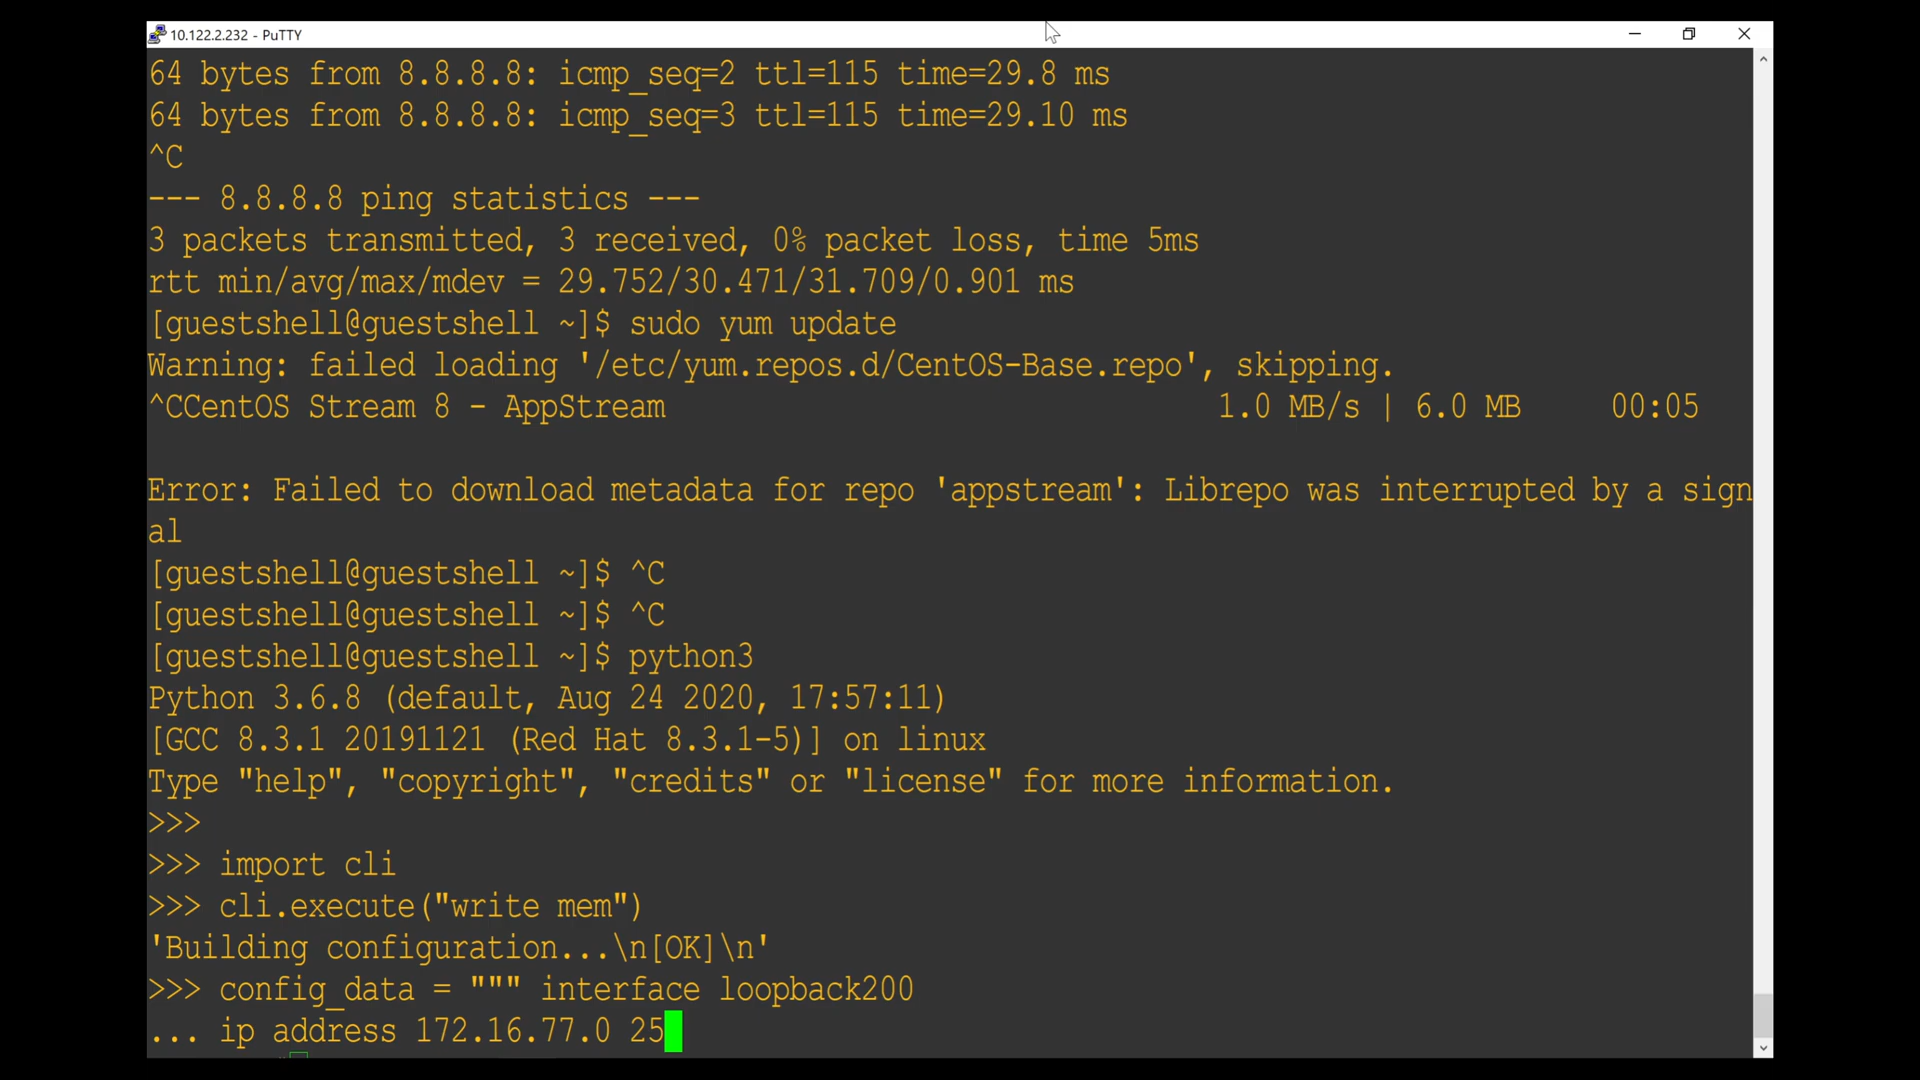 10.122.2.232 - PuTTY
64 bytes from 8.8.8.8: icmp_seq=2 ttl=115 time=29.8 ms
64 bytes from 8.8.8.8: icmp_seq=3 ttl=115 time=29.10 ms
^C
--- 8.8.8.8 ping statistics ---
3 packets transmitted, 3 received, 0% packet loss, time 5ms
rtt min/avg/max/mdev = 29.752/30.471/31.709/0.901 ms
[guestshell@guestshell ~]$ sudo yum update
Warning: failed loading '/etc/yum.repos.d/CentOS-Base.repo', skipping.
^CCentOS Stream 8 - AppStream 1.0 MB/s | 6.0 MB 00:05
Error: Failed to download metadata for repo 'appstream': Librepo was interrupted by a sign
al
[guestshell@guestshell ~]$ ^C
[guestshell@guestshell ~]$ ^C
[guestshell@guestshell ~]$ python3
Python 3.6.8 (default, Aug 24 2020, 17:57:11)
[GCC 8.3.1 20191121 (Red Hat 8.3.1-5)] on linux
Type "help", "copyright", "credits" or "license" for more information.
>>>
>>> import cli
>>> cli.execute("write mem")
'Building configuration...\n[OK]\n'
>>> config_data = """ interface loopback200
... ip address 172.16.77.0 25